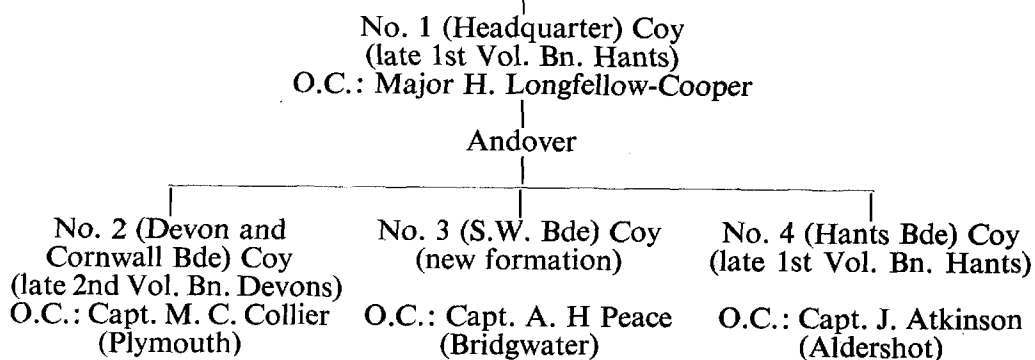 No. 1 (Headquarter) Coy
(late 1st Vol. Bn. Hants)
O.C.: Major H. Longfellow-Cooper
Andover
No. 2 (Devon and
Cornwall Bde) Coy
(late 2nd Vol. Bn. Devons)
O.C.: Capt. M. C. Collier
(Plymouth)
No. 3 (S.W. Bde) Coy
(new formation)
O.C.: Capt. A. H Peace
(Bridgwater)
No. 4 (Hants Bde) Coy
(late 1st Vol. Bn. Hants)
O.C.: Capt. J. Atkinson
(Aldershot)